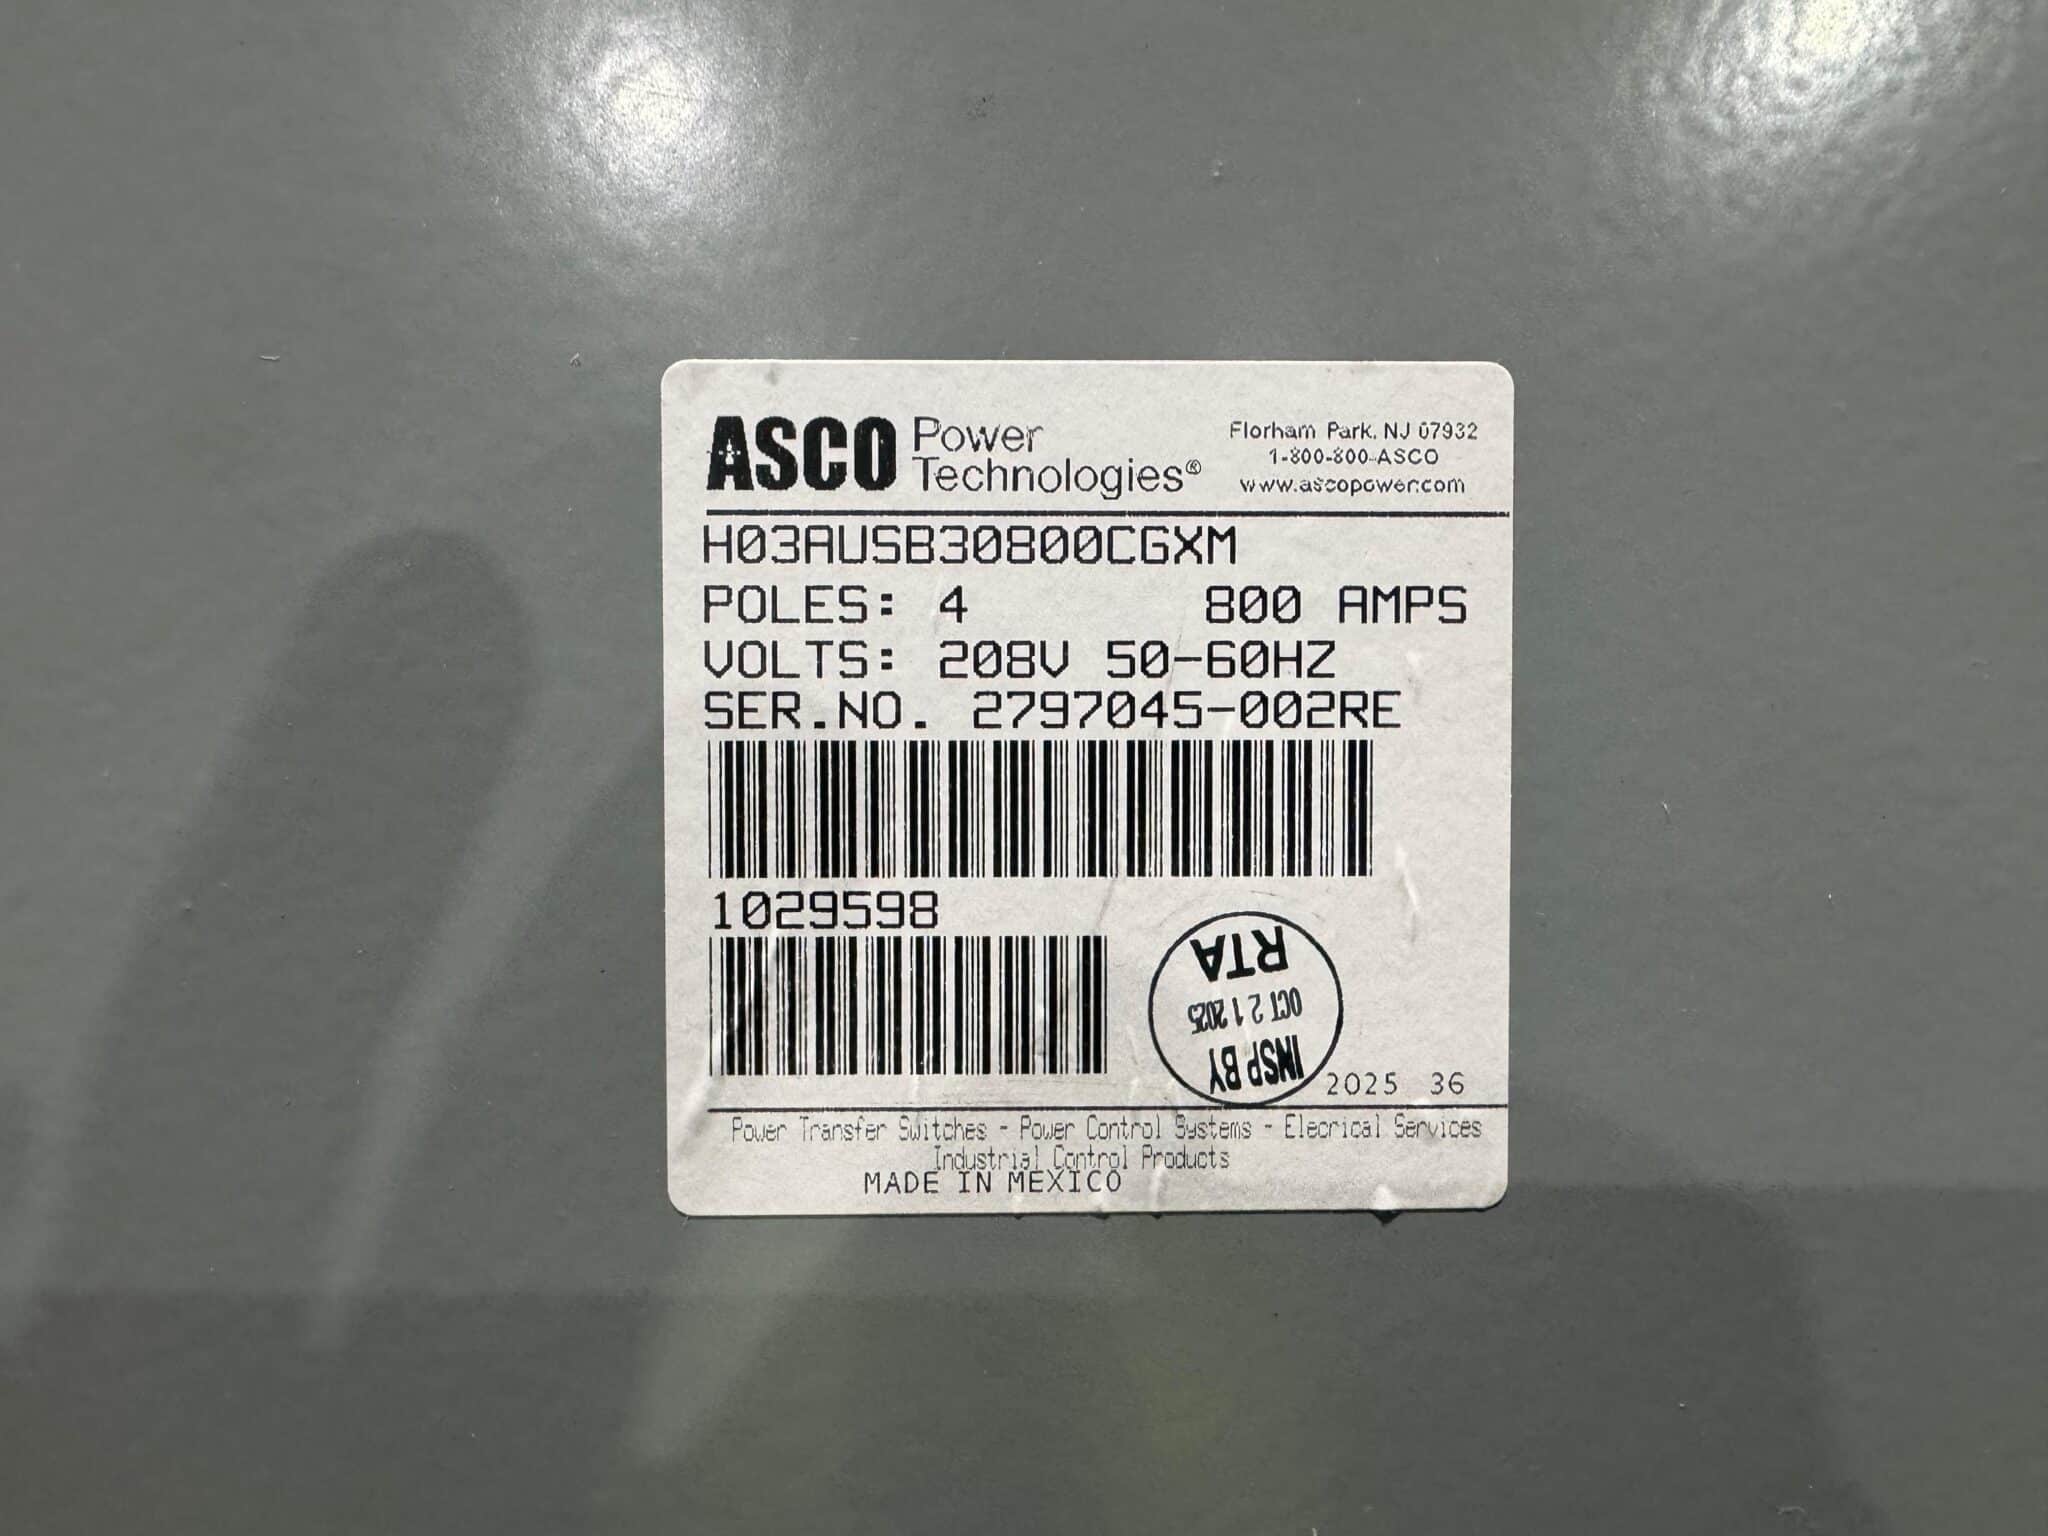 ASCO Power Technologies®
Florham Park, NJ 07932
1-800-800-ASCO
www.ascopower.com
H03AUSB30800CGXM
POLES: 4 800 AMPS
VOLTS: 208V 50-60HZ
SER.NO. 2797045-002RE
1029598
INSP BY
OCT 21 2025
RTA
2025 36
Power Transfer Switches - Power Control Systems - Elecrical Services
Industrial Control Products
MADE IN MEXICO